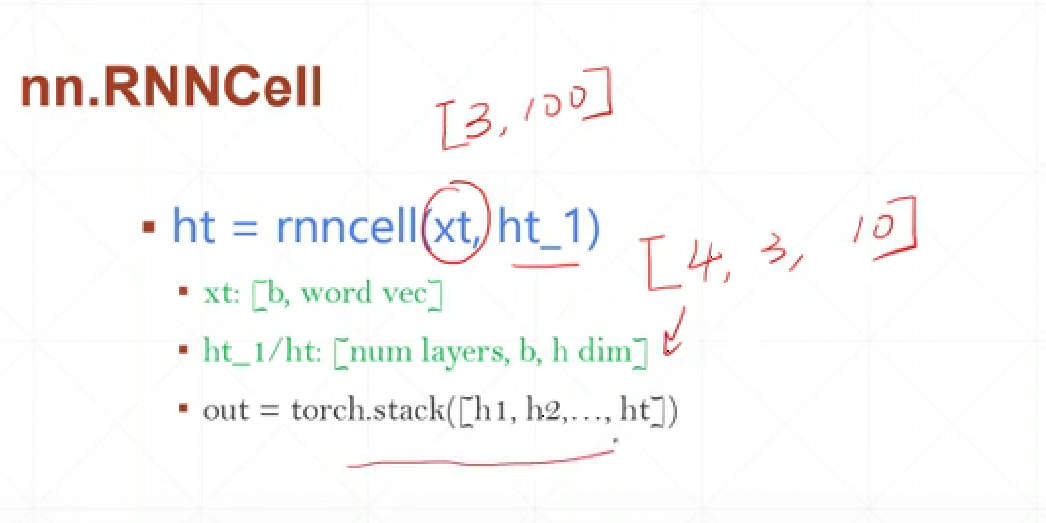 nn.RNNCell
[3, 100]
ht = rnncell(xt, ht_1)
[4, 3, 10]
xt: [b, word vec]
ht_1/ht: [num layers, b, h dim]
out = torch.stack([h1, h2,..., ht])